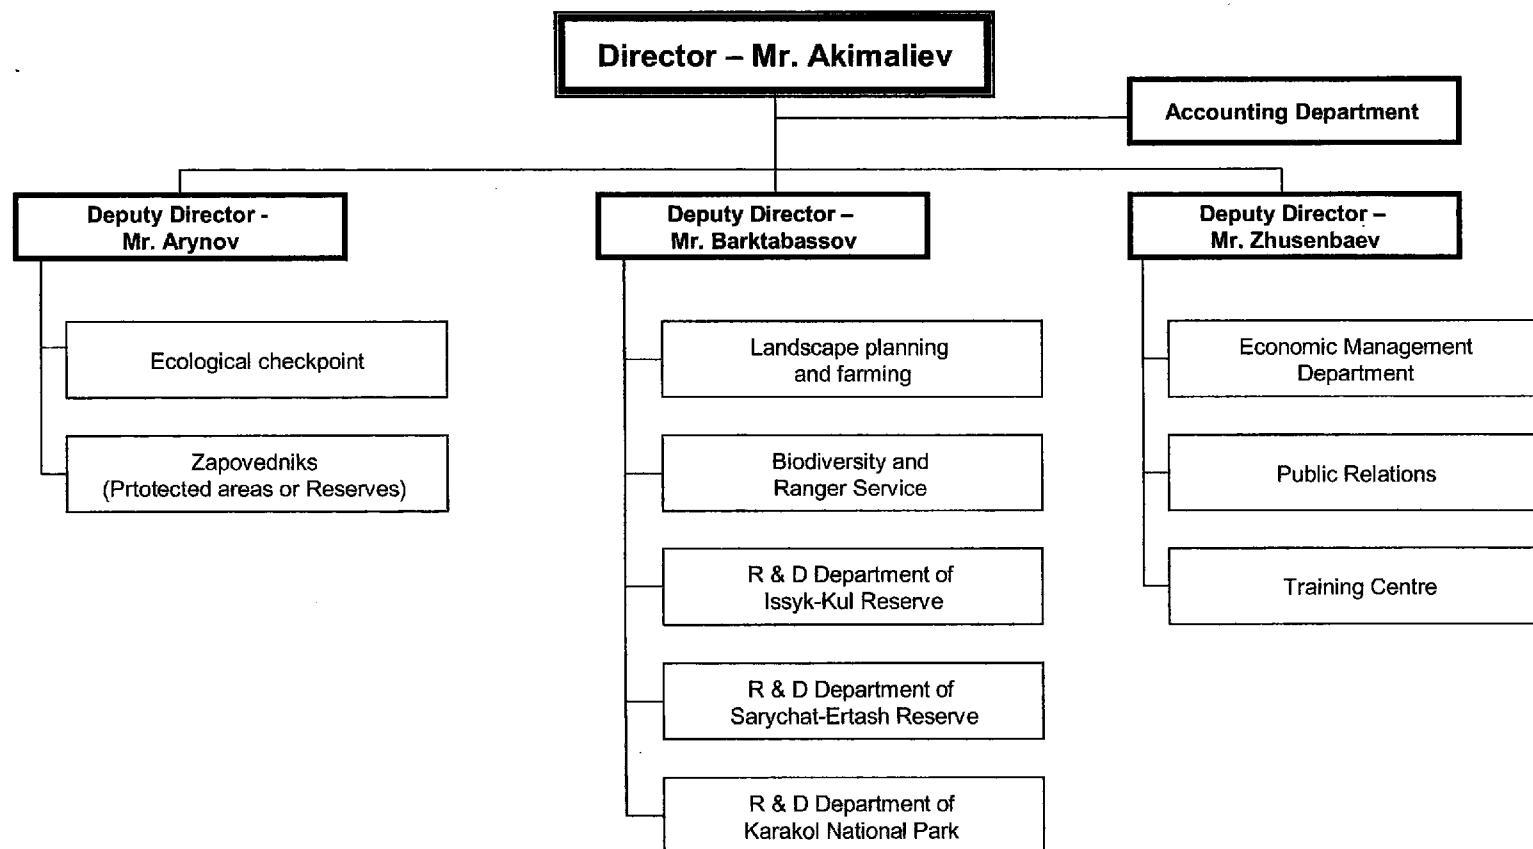 Director – Mr. Akimaliev
Accounting Department
Deputy Director -
Mr. Arynov
Deputy Director –
Mr. Barktabassov
Deputy Director –
Mr. Zhusenbaev
Ecological checkpoint
Zapovedniks
(Prtotected areas or Reserves)
Landscape planning
and farming
Biodiversity and
Ranger Service
R & D Department of
Issyk-Kul Reserve
R & D Department of
Sarychat-Ertash Reserve
R & D Department of
Karakol National Park
Economic Management
Department
Public Relations
Training Centre